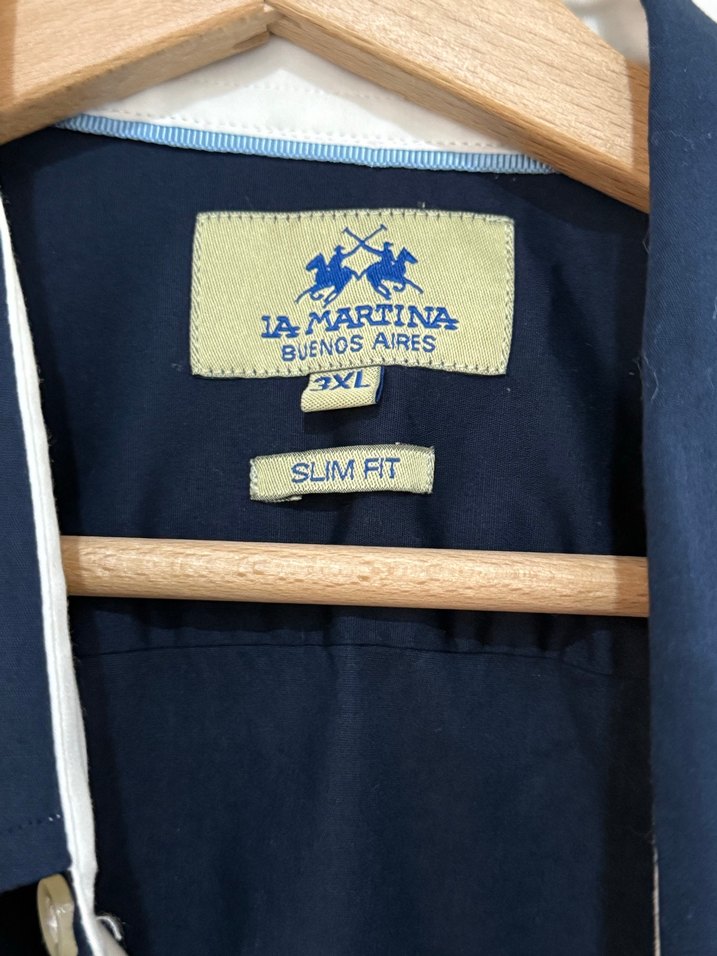 LA MARTINA
BUENOS AIRES
3XL
SLIM FIT